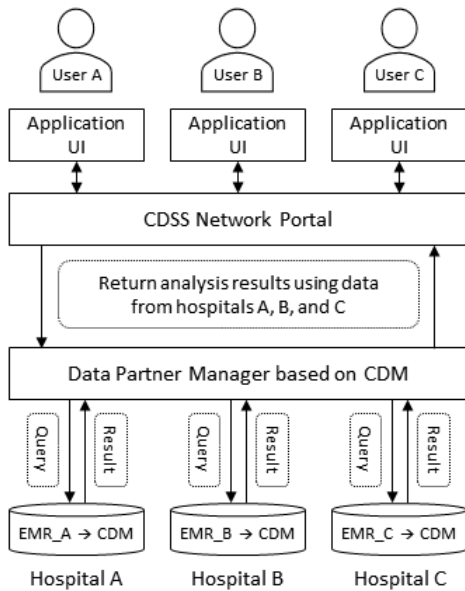 User A
User B
User C
Application
UI
Application
UI
Application
UI
CDSS Network Portal
Return analysis results using data
from hospitals A, B, and C
Data Partner Manager based on CDM
Query
Result
Query
Result
Query
Result
EMR_A → CDM
EMR_B → CDM
EMR_C → CDM
Hospital A
Hospital B
Hospital C